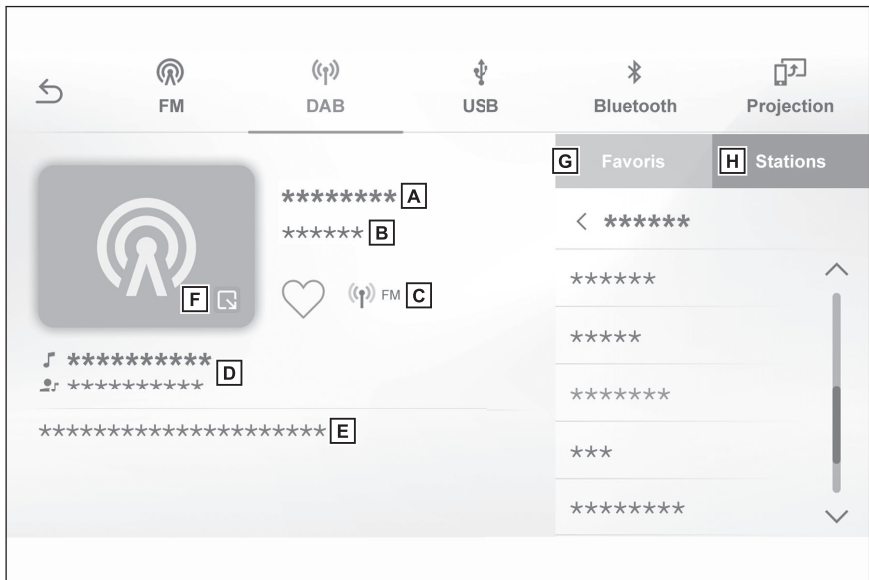 FM DAB USB Bluetooth Projection
G Favoris H Stations
******** A
****** B
FM C
F
********** D
**********
********************* E
******
******
*****
*******
***
********